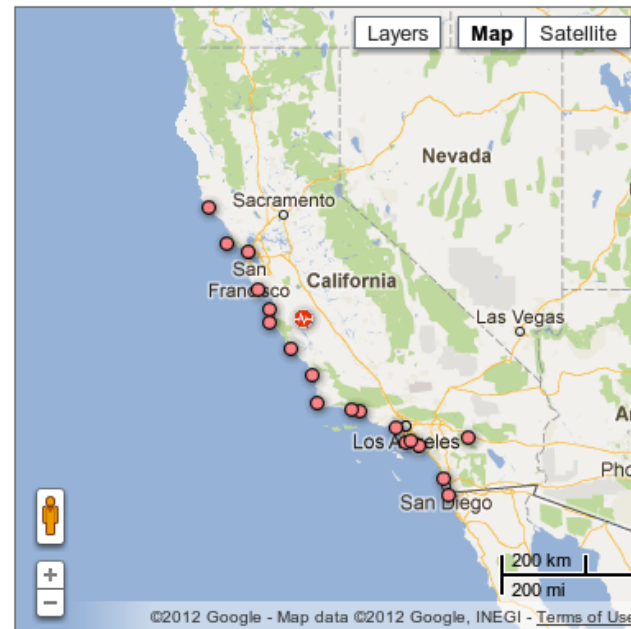 Layers Map Satellite
Nevada
Sacramento
San
Francisco
California
Las Vegas
Los Angeles
San Diego
200 km
200 mi
©2012 Google - Map data ©2012 Google, INEGI - Terms of Use